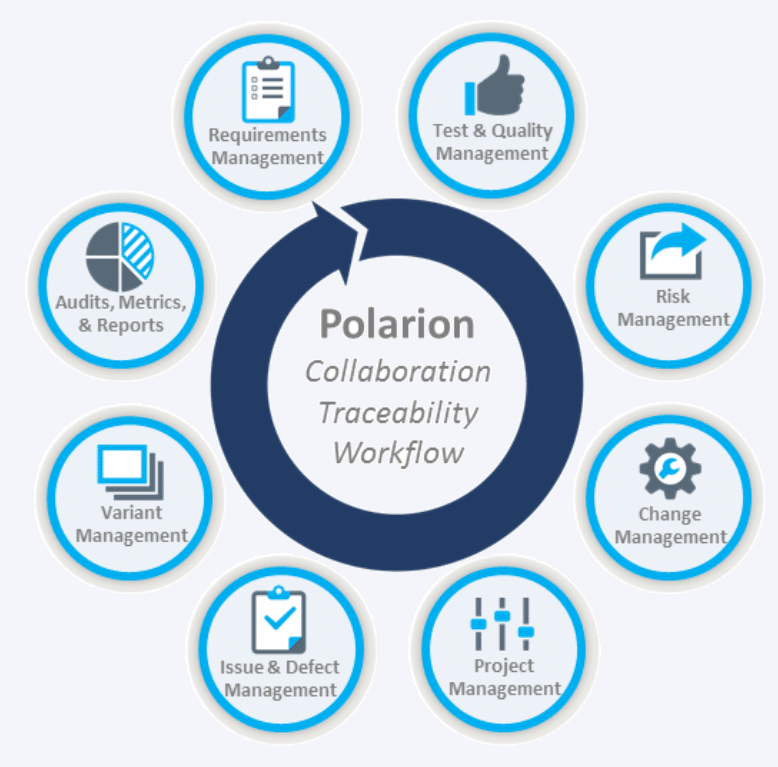 Requirements
Management
Test & Quality
Management
Audits, Metrics,
& Reports
Risk
Management
Polarion
Collaboration
Traceability
Workflow
Variant
Management
Change
Management
Issue & Defect
Management
Project
Management